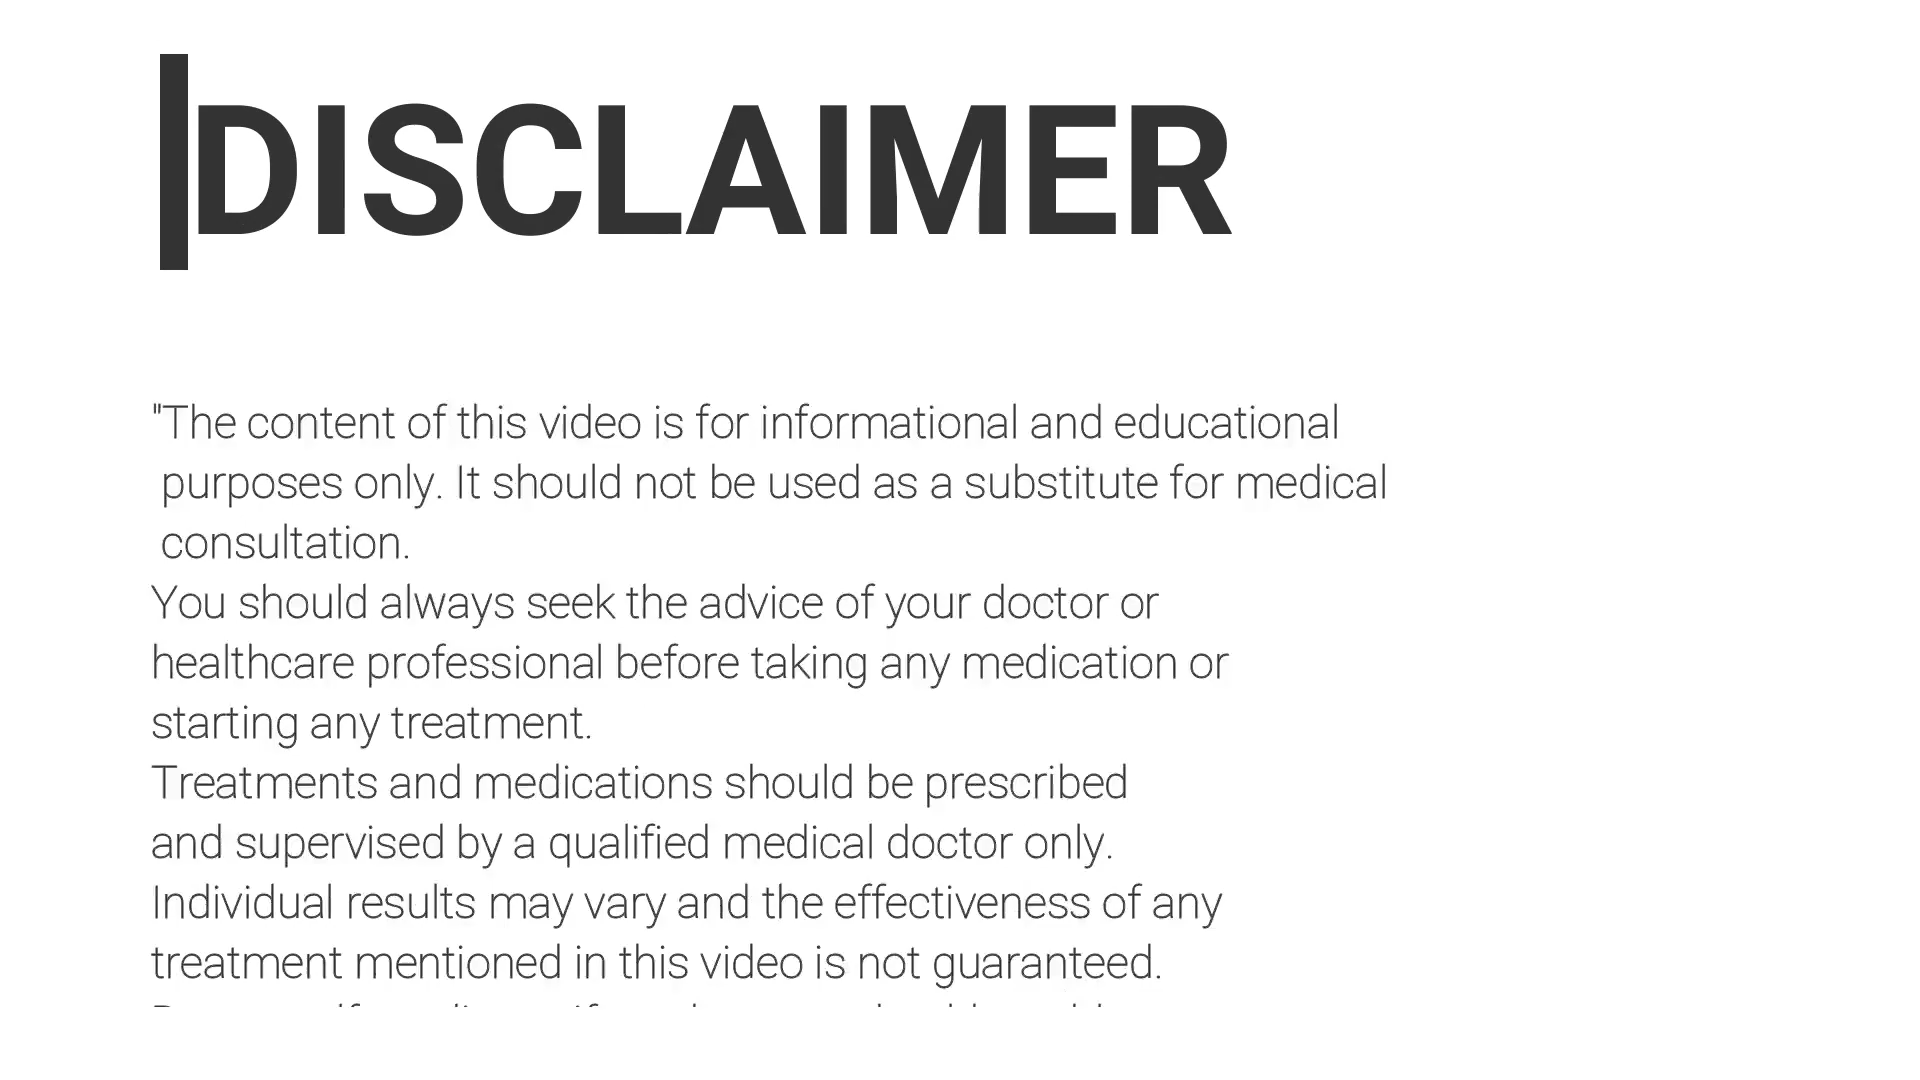 DISCLAIMER
"The content of this video is for informational and educational
purposes only. It should not be used as a substitute for medical
consultation.
You should always seek the advice of your doctor or
healthcare professional before taking any medication or
starting any treatment.
Treatments and medications should be prescribed
and supervised by a qualified medical doctor only.
Individual results may vary and the effectiveness of any
treatment mentioned in this video is not guaranteed.